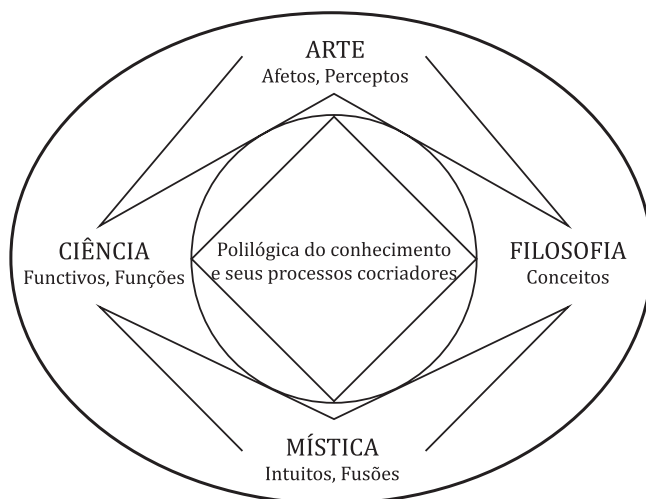 ARTE
Afetos, Perceptos
CIÊNCIA
Functivos, Funções
Polilógica do conhecimento
e seus processos cocriadores
FILOSOFIA
Conceitos
MÍSTICA
Intuitos, Fusões